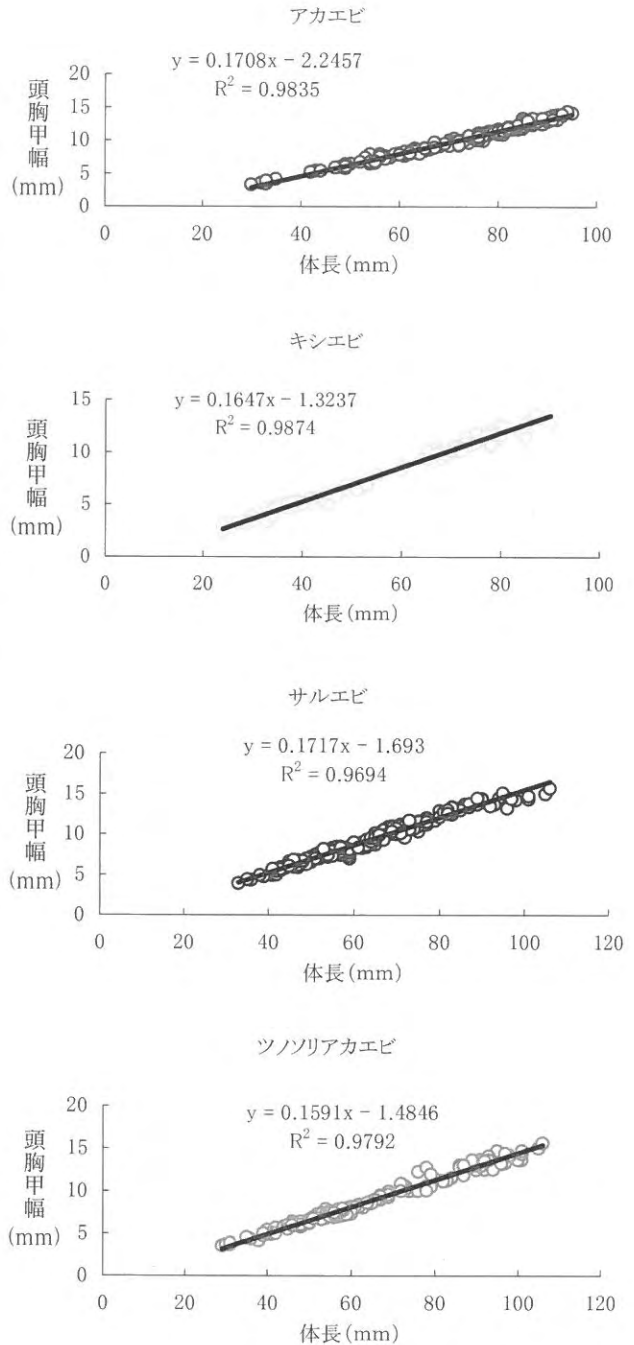 アカエビ
y = 0.1708x − 2.2457
R² = 0.9835
頭胸甲幅
(mm)
20
15
10
5
0
0 20 40 60 80 100
体長(mm)
キシエビ
y = 0.1647x − 1.3237
R² = 0.9874
頭胸甲幅
(mm)
15
10
5
0
0 20 40 60 80 100
体長(mm)
サルエビ
y = 0.1717x − 1.693
R² = 0.9694
頭胸甲幅
(mm)
20
15
10
5
0
0 20 40 60 80 100 120
体長(mm)
ツノソリアカエビ
y = 0.1591x − 1.4846
R² = 0.9792
頭胸甲幅
(mm)
20
15
10
5
0
0 20 40 60 80 100 120
体長(mm)